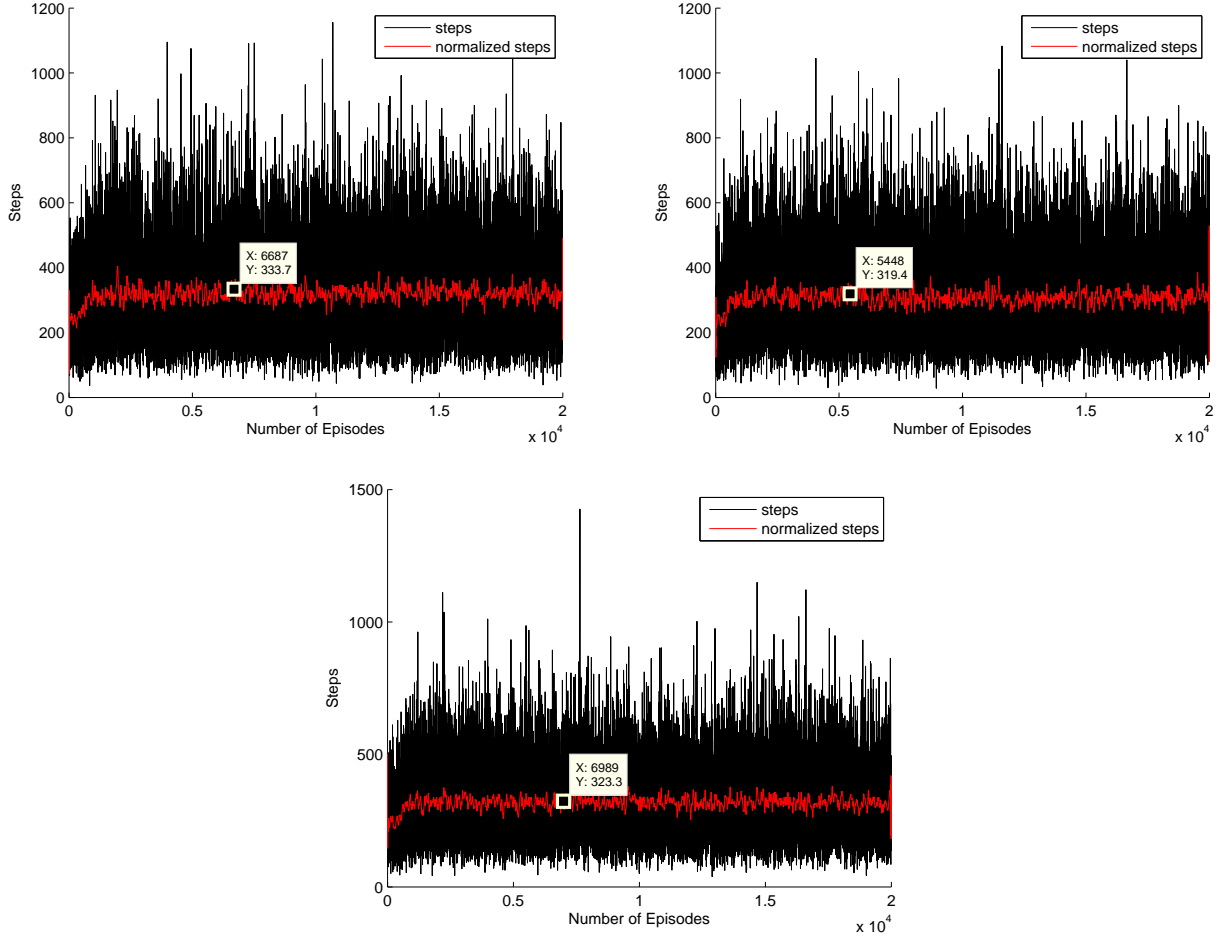 1200
1000
800
600
400
200
0
Steps
0
0.5
1
1.5
2
x 10^4
Number of Episodes
steps
normalized steps
X: 6687
Y: 333.7
1200
1000
800
600
400
200
0
Steps
0
0.5
1
1.5
2
x 10^4
Number of Episodes
steps
normalized steps
X: 5448
Y: 319.4
1500
1000
500
0
Steps
0
0.5
1
1.5
2
x 10^4
Number of Episodes
steps
normalized steps
X: 6989
Y: 323.3